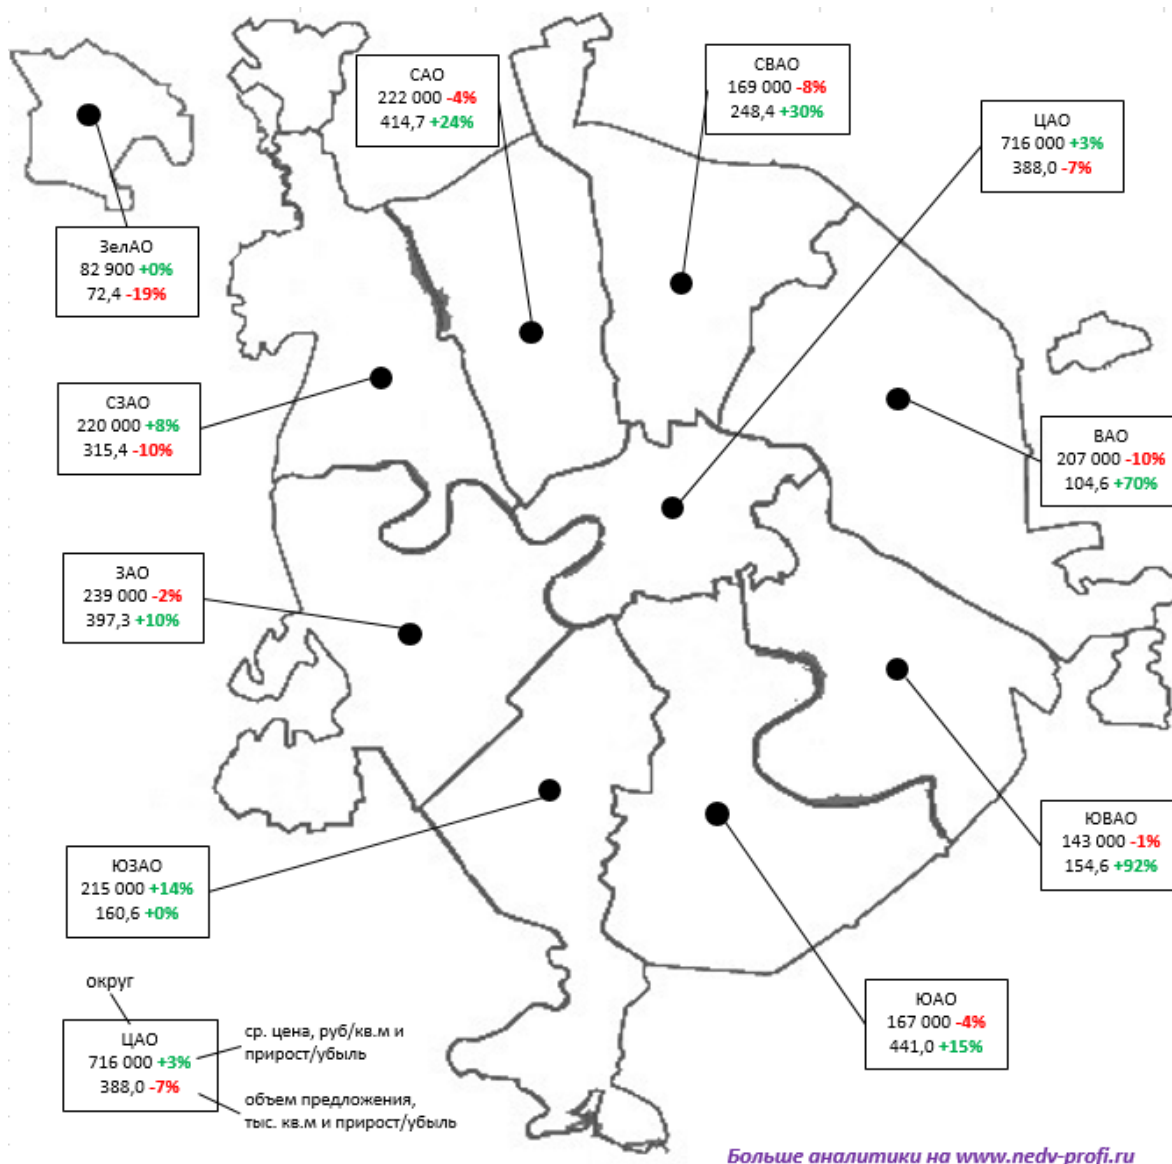 САО
222 000 -4%
414,7 +24%
СВАО
169 000 -8%
248,4 +30%
ЦАО
716 000 +3%
388,0 -7%
ЗелАО
82 900 +0%
72,4 -19%
СЗАО
220 000 +8%
315,4 -10%
ВАО
207 000 -10%
104,6 +70%
ЗАО
239 000 -2%
397,3 +10%
ЮВАО
143 000 -1%
154,6 +92%
ЮЗАО
215 000 +14%
160,6 +0%
ЮАО
167 000 -4%
441,0 +15%
округ
ЦАО
716 000 +3%
388,0 -7%
ср. цена, руб/кв.м и
прирост/убыль
объем предложения,
тыс. кв.м и прирост/убыль
Больше аналитики на www.nedv-profi.ru